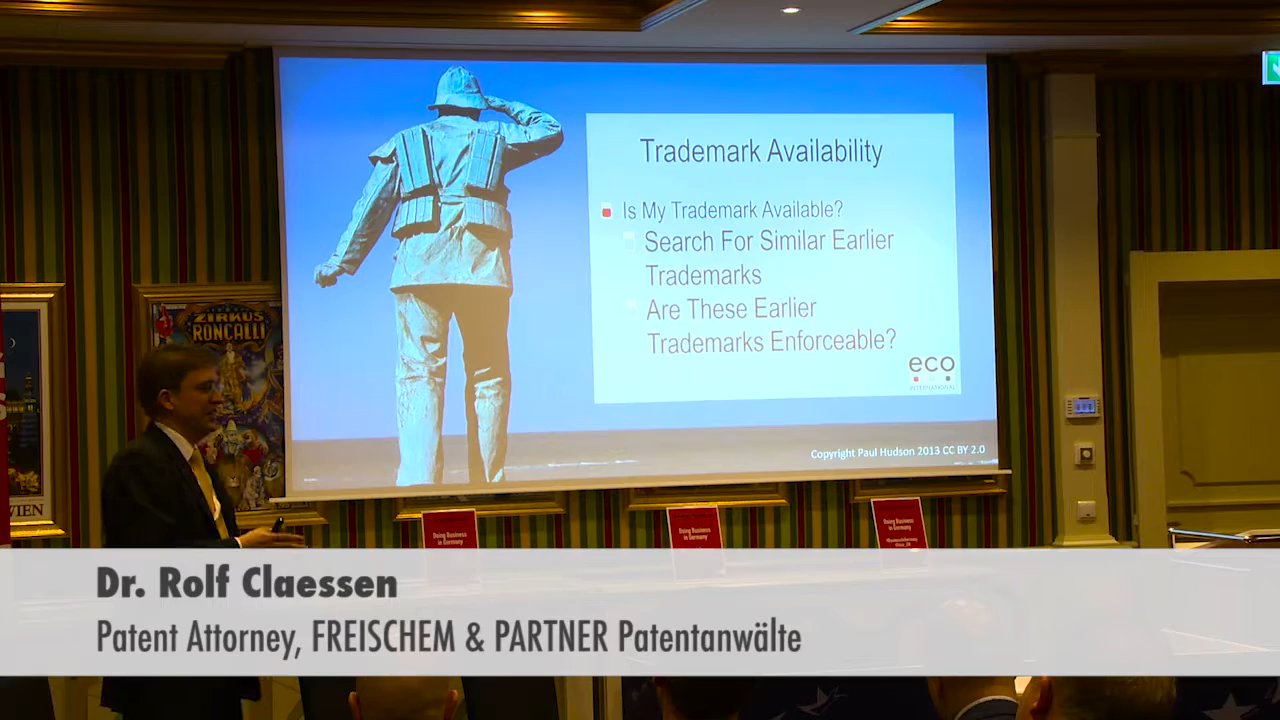 Trademark Availability
Is My Trademark Available?
Search For Similar Earlier
Trademarks
Are These Earlier
Trademarks Enforceable?
eco
INTERNATIONAL
Copyright Paul Hudson 2013 CC BY 2.0
ZIRKUS
RONCALLI
WIEN
Doing Business
in Germany
Doing Business
in Germany
Doing Business
in Germany
Dr. Rolf Claessen
Patent Attorney, FREISCHEM & PARTNER Patentanwälte